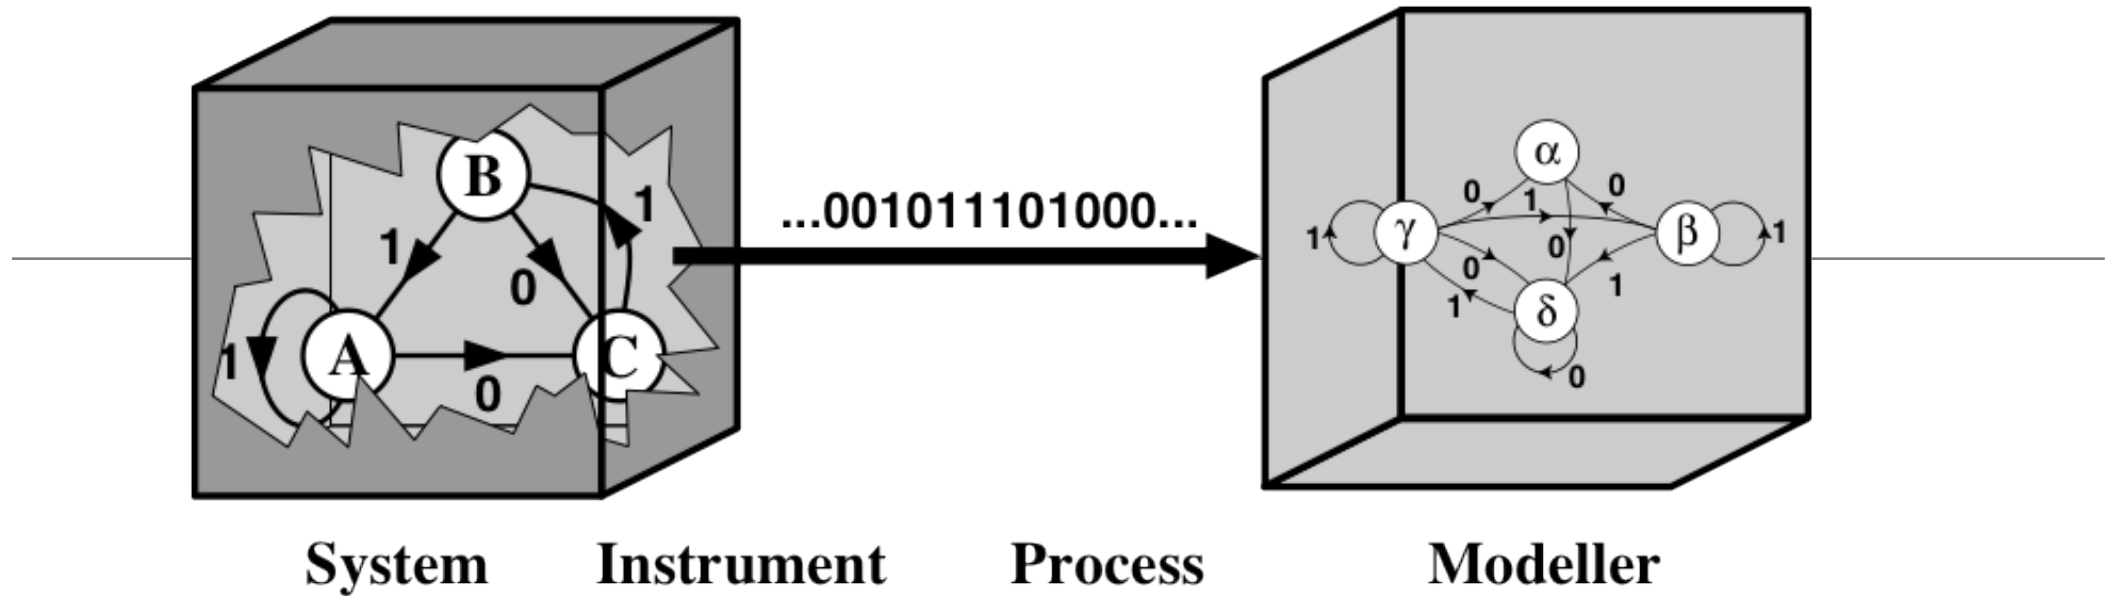 B
1
1
0
1
A
0
C
...001011101000...
α
0
1
0
1
γ
β
1
0
0
1
1
δ
0
System Instrument Process Modeller